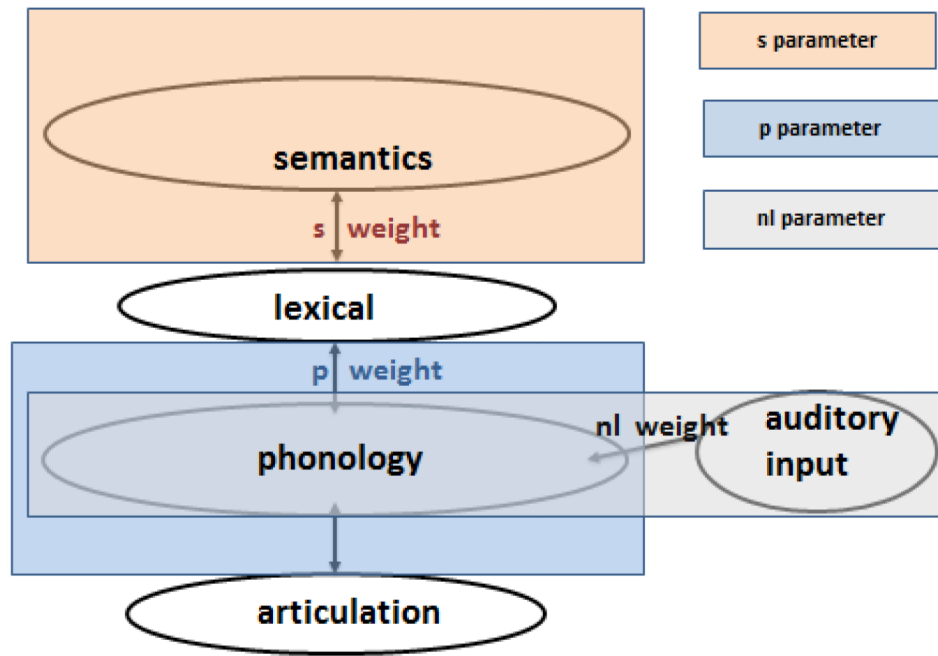 s parameter
p parameter
nl parameter
semantics
s weight
lexical
p weight
nl weight
auditory
input
phonology
articulation